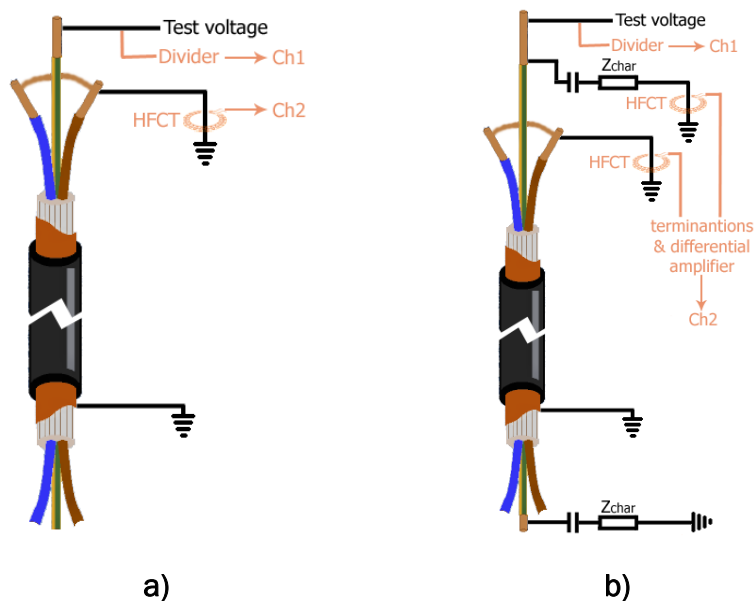 Test voltage
Divider
Ch1
HFCT
Ch2
a)
Test voltage
Divider
Ch1
Zchar
HFCT
HFCT
terminantions
& differential
amplifier
Ch2
Zchar
b)